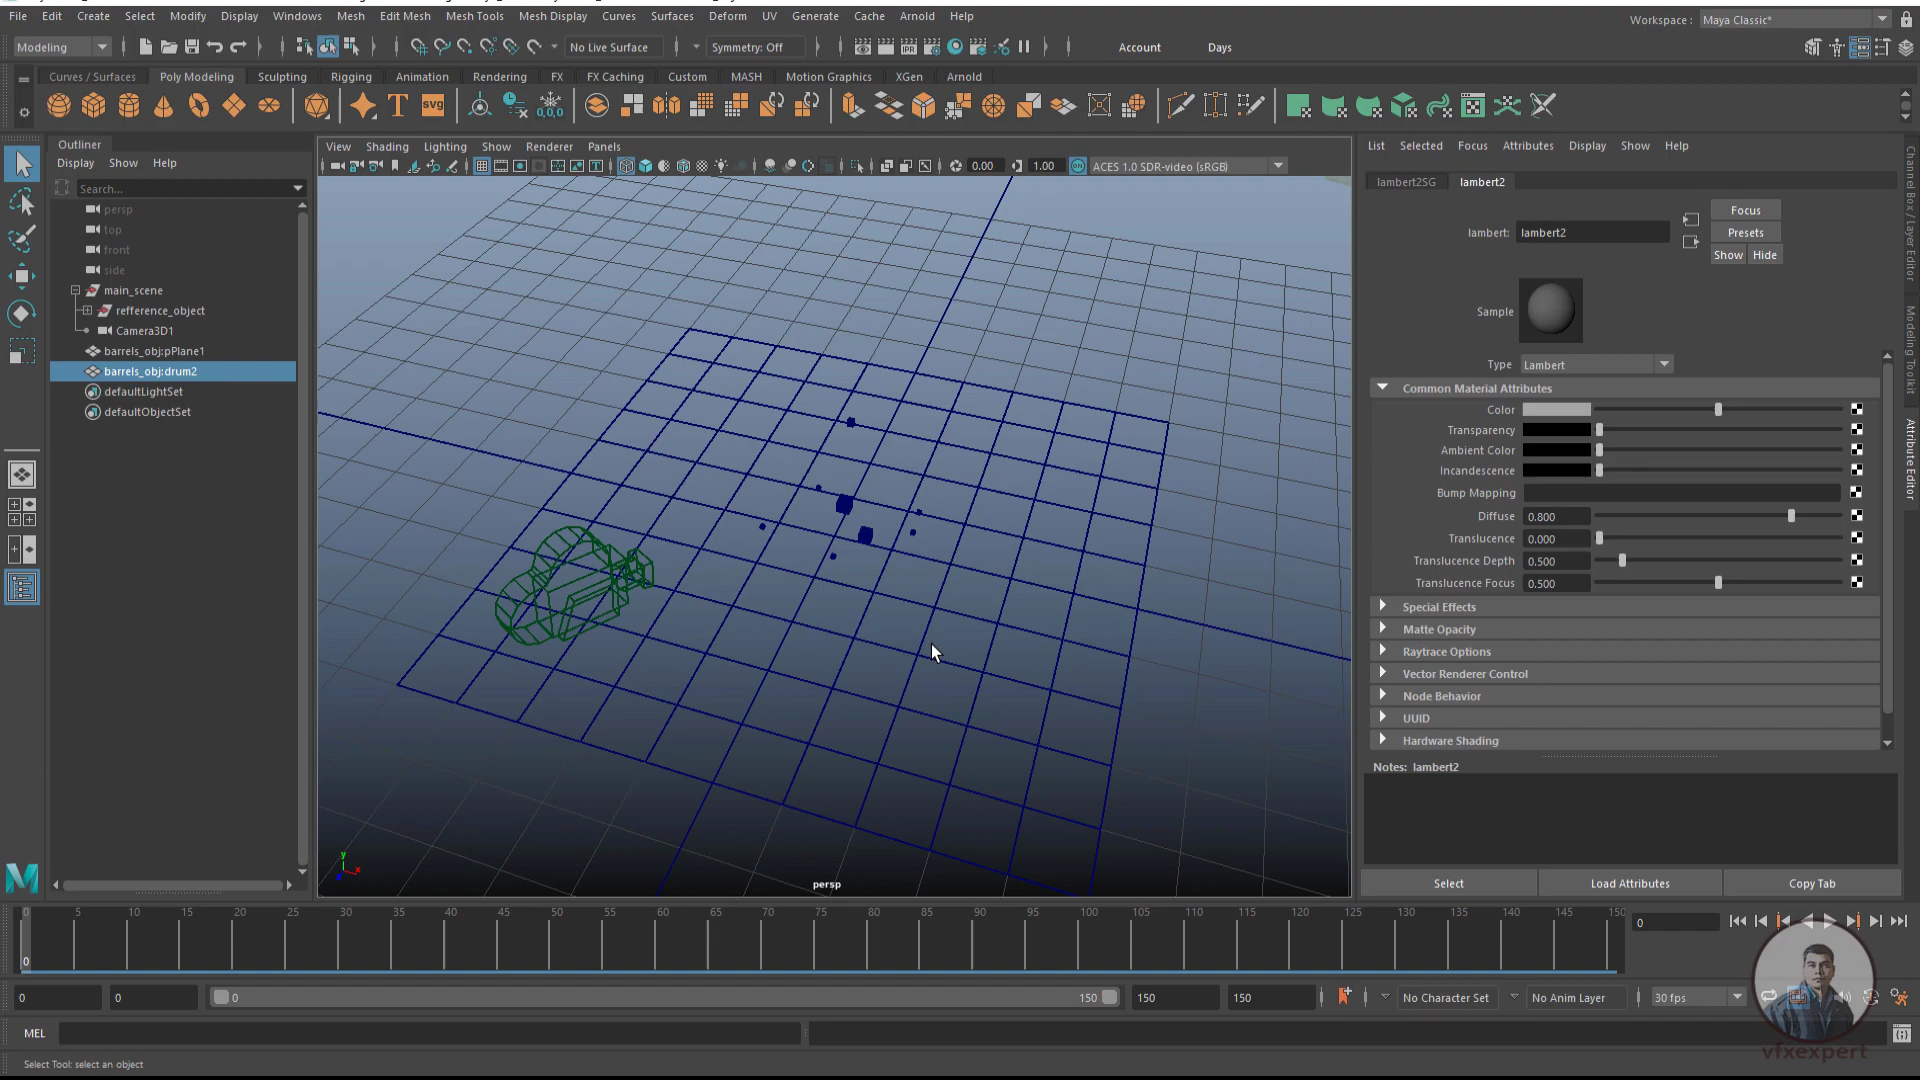 File Edit Create Select Modify Display Windows Mesh Edit Mesh Mesh Tools Mesh Display Curves Surfaces Deform UV Generate Cache Arnold Help
Workspace : Maya Classic*
Modeling No Live Surface Symmetry: Off Account Days
Curves / Surfaces Poly Modeling Sculpting Rigging Animation Rendering FX FX Caching Custom MASH Motion Graphics XGen Arnold
T svg 0,0,0
Outliner
Display Show Help
Search...
persp
top
front
side
main_scene
refference_object
Camera3D1
barrels_obj:pPlane1
barrels_obj:drum2
defaultLightSet
defaultObjectSet
View Shading Lighting Show Renderer Panels
0.00 1.00 ON ACES 1.0 SDR-video (sRGB)
y
x
persp
List Selected Focus Attributes Display Show Help
lambert2SG lambert2
Focus
lambert: lambert2
Presets
Show Hide
Sample
Type Lambert
Common Material Attributes
Color
Transparency
Ambient Color
Incandescence
Bump Mapping
Diffuse 0.800
Translucence 0.000
Translucence Depth 0.500
Translucence Focus 0.500
Special Effects
Matte Opacity
Raytrace Options
Vector Renderer Control
Node Behavior
UUID
Hardware Shading
Notes: lambert2
Select Load Attributes Copy Tab
Channel Box / Layer Editor
Modeling Toolkit
Attribute Editor
0 5 10 15 20 25 30 35 40 45 50 55 60 65 70 75 80 85 90 95 100 105 110 115 120 125 130 135 140 145 150
0
0
0 0 0 150 150 150 No Character Set No Anim Layer 30 fps
MEL
Select Tool: select an object
vfxexpert